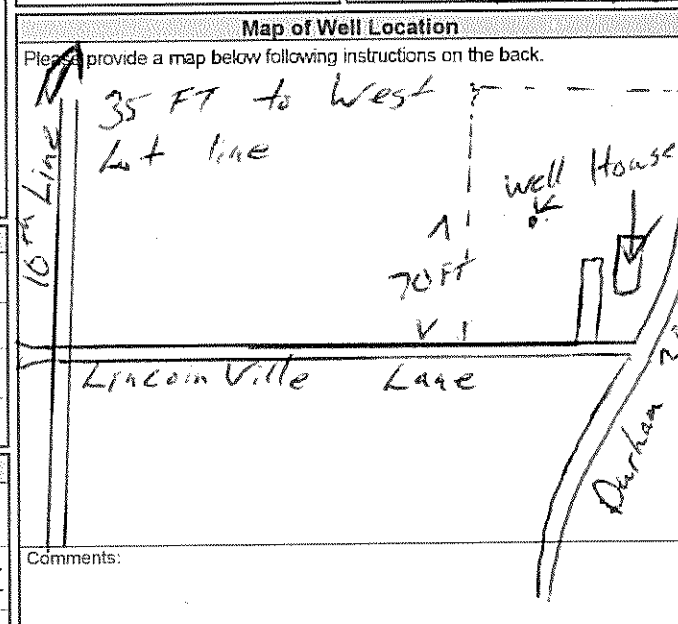 Map of Well Location
Please provide a map below following instructions on the back.
N
35 FT to West
Lot line
10th Line
well House
70 Ft
Lincoln Ville Lane
Durham
Comments: